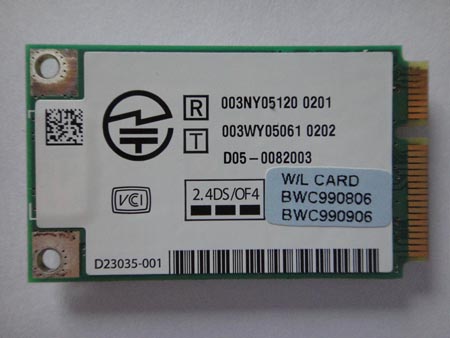 R 003NY05120 0201
T 003WY05061 0202
D05-0082003
VCI
2.4DS/OF4
W/L CARD
BWC990806
BWC990906
D23035-001